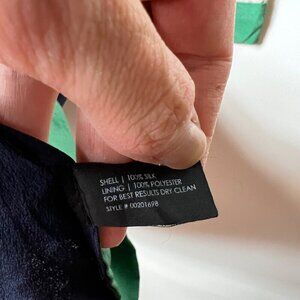 SHELL | 100% SILK
LINING | 100% POLYESTER
FOR BEST RESULTS DRY CLEAN
STYLE # 00201698